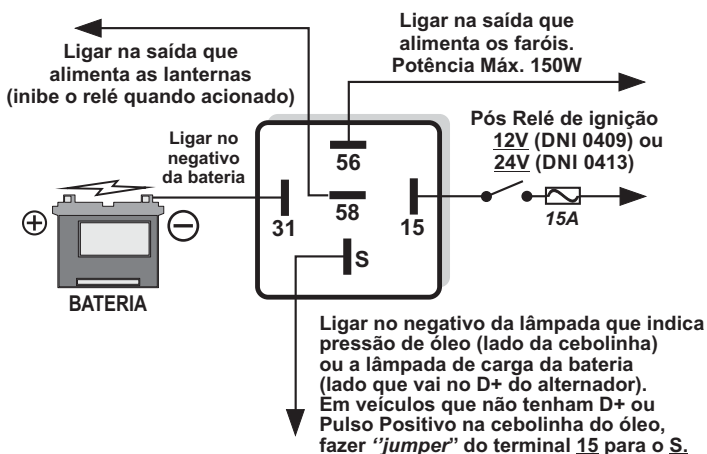 Ligar na saída que
alimenta as lanternas
(inibe o relé quando acionado)
Ligar na saída que
alimenta os faróis.
Potência Máx. 150W
Pós Relé de ignição
12V (DNI 0409) ou
24V (DNI 0413)
Ligar no
negativo
da bateria
56
58
31
15
S
15A
+
−
BATERIA
Ligar no negativo da lâmpada que indica
pressão de óleo (lado da cebolinha)
ou a lâmpada de carga da bateria
(lado que vai no D+ do alternador).
Em veículos que não tenham D+ ou
Pulso Positivo na cebolinha do óleo,
fazer ‘‘jumper’’ do terminal 15 para o S.